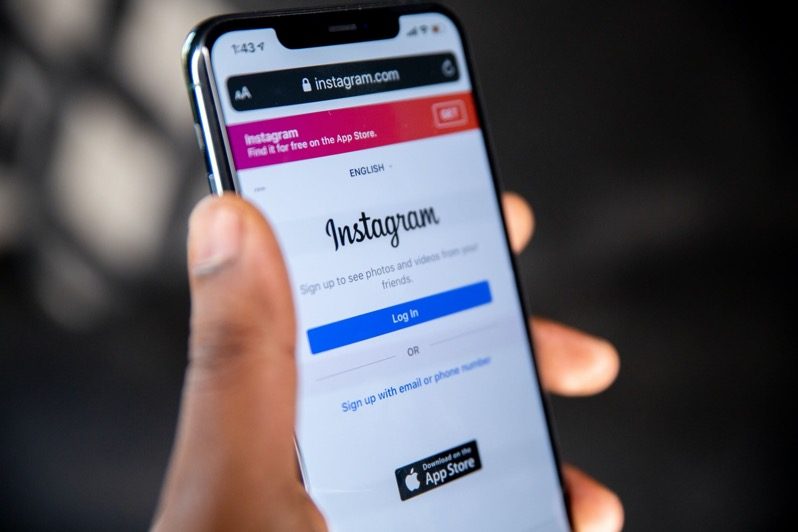 1:43
AA instagram.com
Instagram
Find it for free on the App Store.
GET
ENGLISH
Instagram
Sign up to see photos and videos from your
friends.
Log In
OR
Sign up with email or phone number
Download on the
App Store